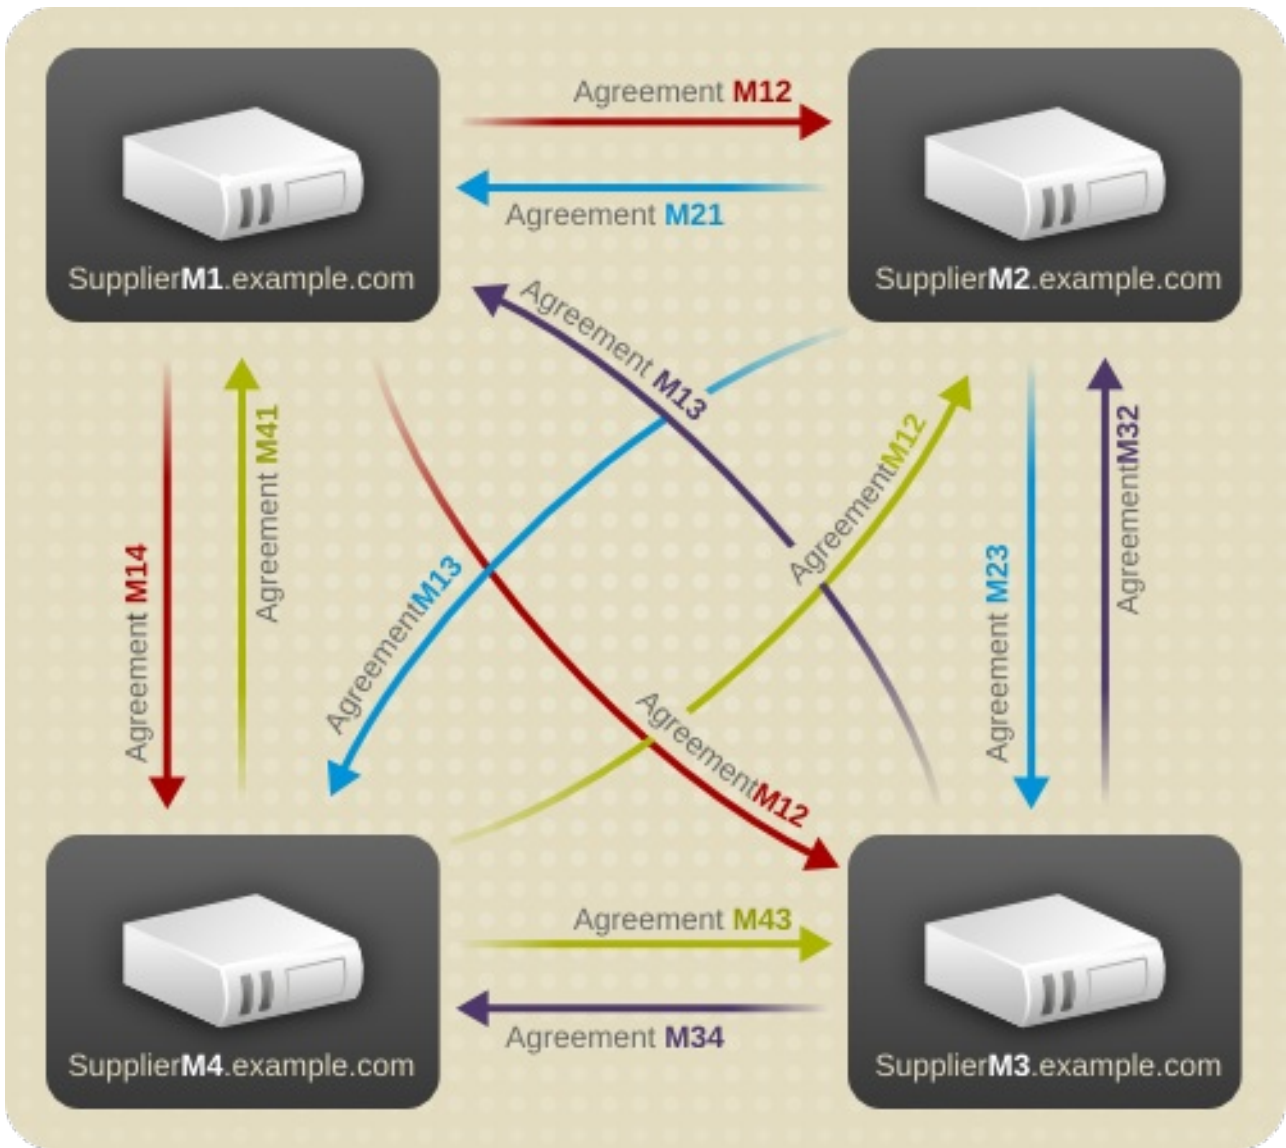 Agreement M12
Agreement M21
SupplierM1.example.com
SupplierM2.example.com
Agreement M13
Agreement M41
AgreementM12
AgreementM32
Agreement M14
AgreementM13
Agreement M23
AgreementM12
Agreement M43
Agreement M34
SupplierM4.example.com
SupplierM3.example.com